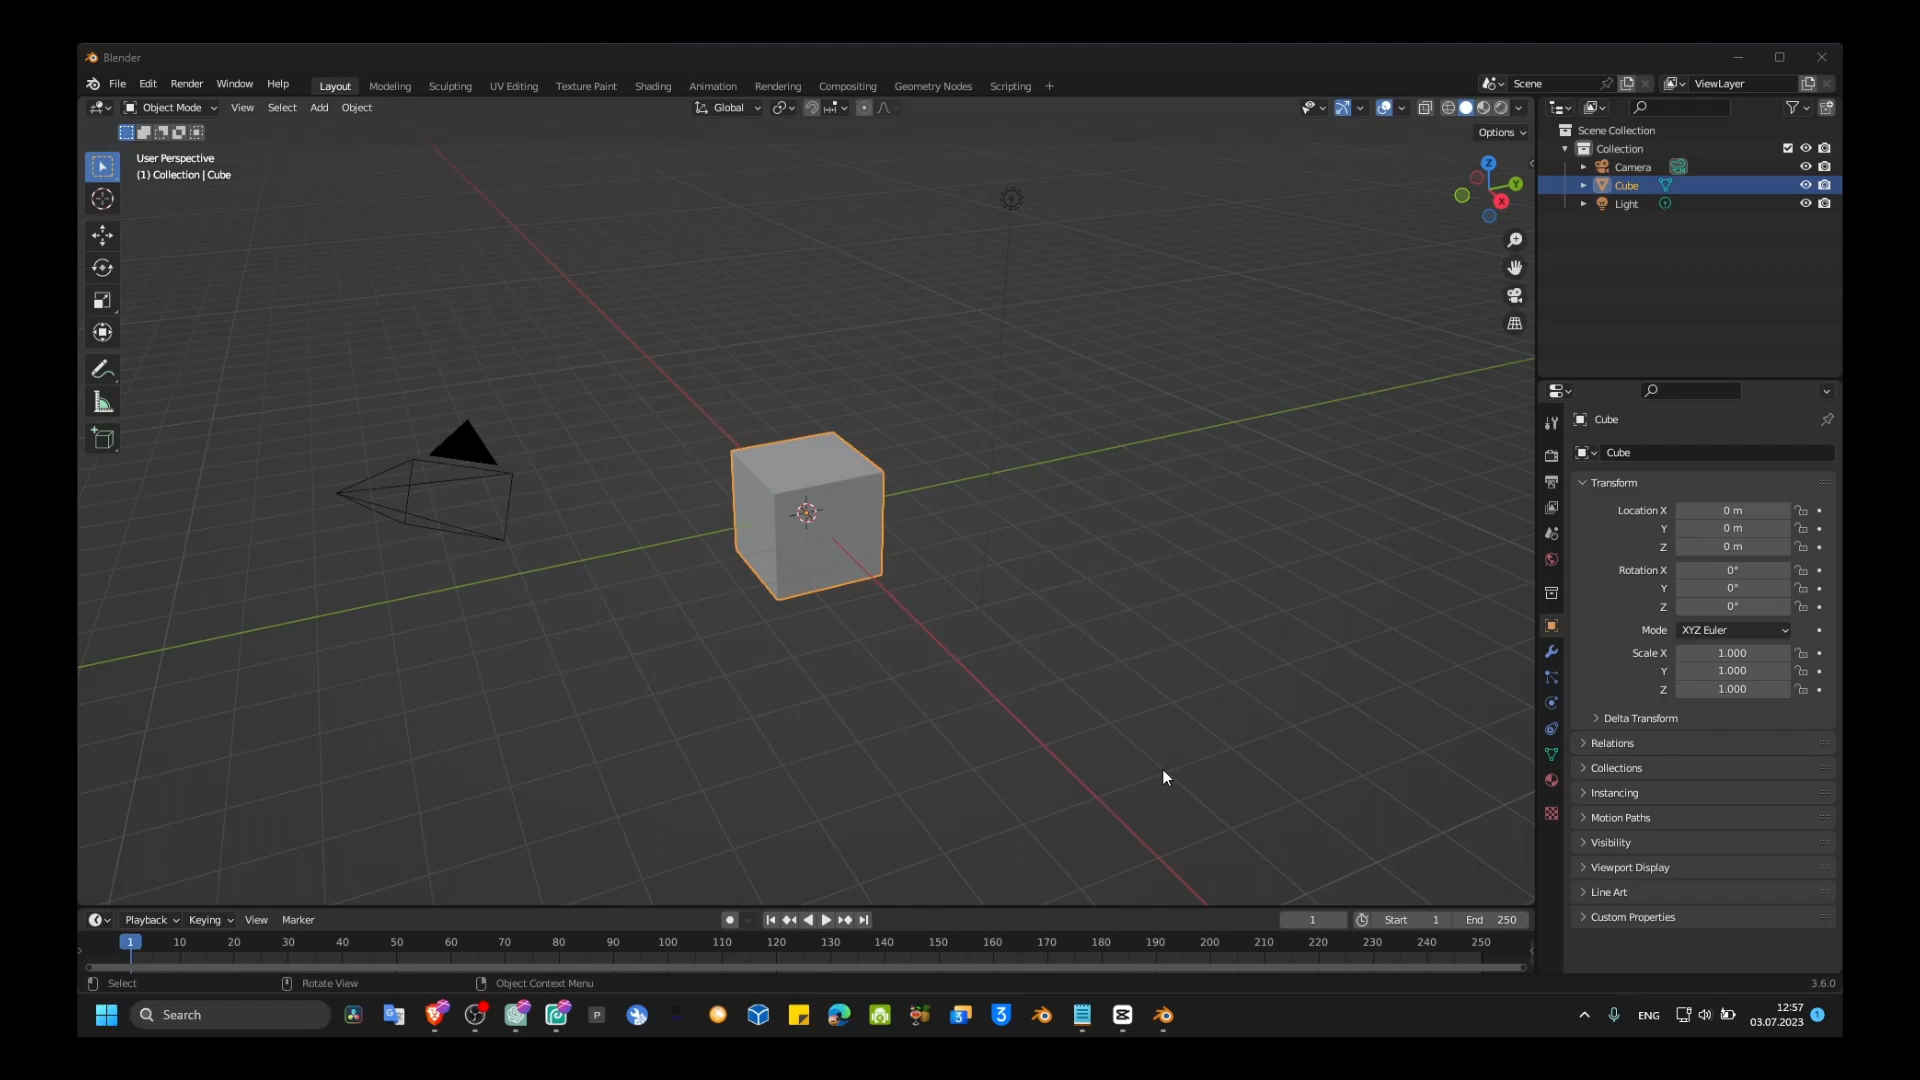 Blender
File Edit Render Window Help Layout Modeling Sculpting UV Editing Texture Paint Shading Animation Rendering Compositing Geometry Nodes Scripting + Scene ViewLayer
Object Mode View Select Add Object Global
Options
User Perspective
(1) Collection | Cube
Z
Y
X
Scene Collection
Collection
Camera
Cube
Light
Cube
Cube
Transform
Location X 0 m
Y 0 m
Z 0 m
Rotation X 0°
Y 0°
Z 0°
Mode XYZ Euler
Scale X 1.000
Y 1.000
Z 1.000
Delta Transform
Relations
Collections
Instancing
Motion Paths
Visibility
Viewport Display
Line Art
Custom Properties
Playback Keying View Marker 1 Start 1 End 250
1 10 20 30 40 50 60 70 80 90 100 110 120 130 140 150 160 170 180 190 200 210 220 230 240 250
Select Rotate View Object Context Menu 3.6.0
Search P 3 3 ENG 12:57
03.07.2023 1